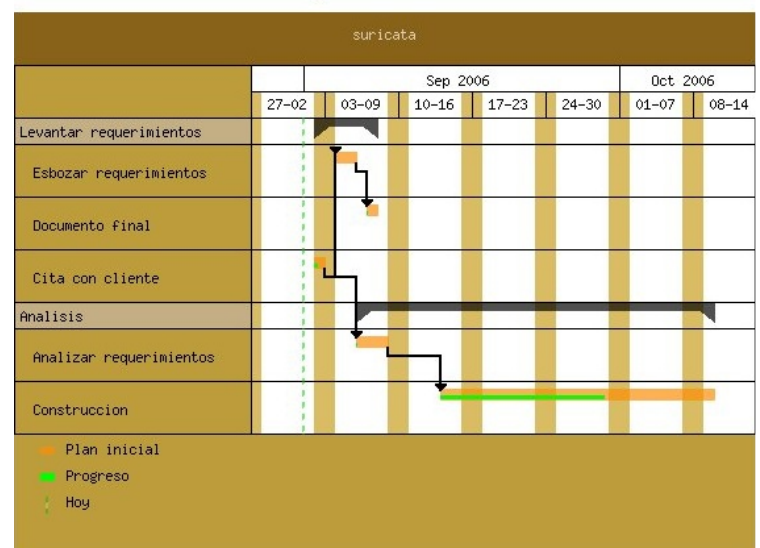 suricata
Sep 2006 Oct 2006
27-02 03-09 10-16 17-23 24-30 01-07 08-14
Levantar requerimientos
Esbozar requerimientos
Documento final
Cita con cliente
Analisis
Analizar requerimientos
Construccion
Plan inicial
Progreso
Hoy